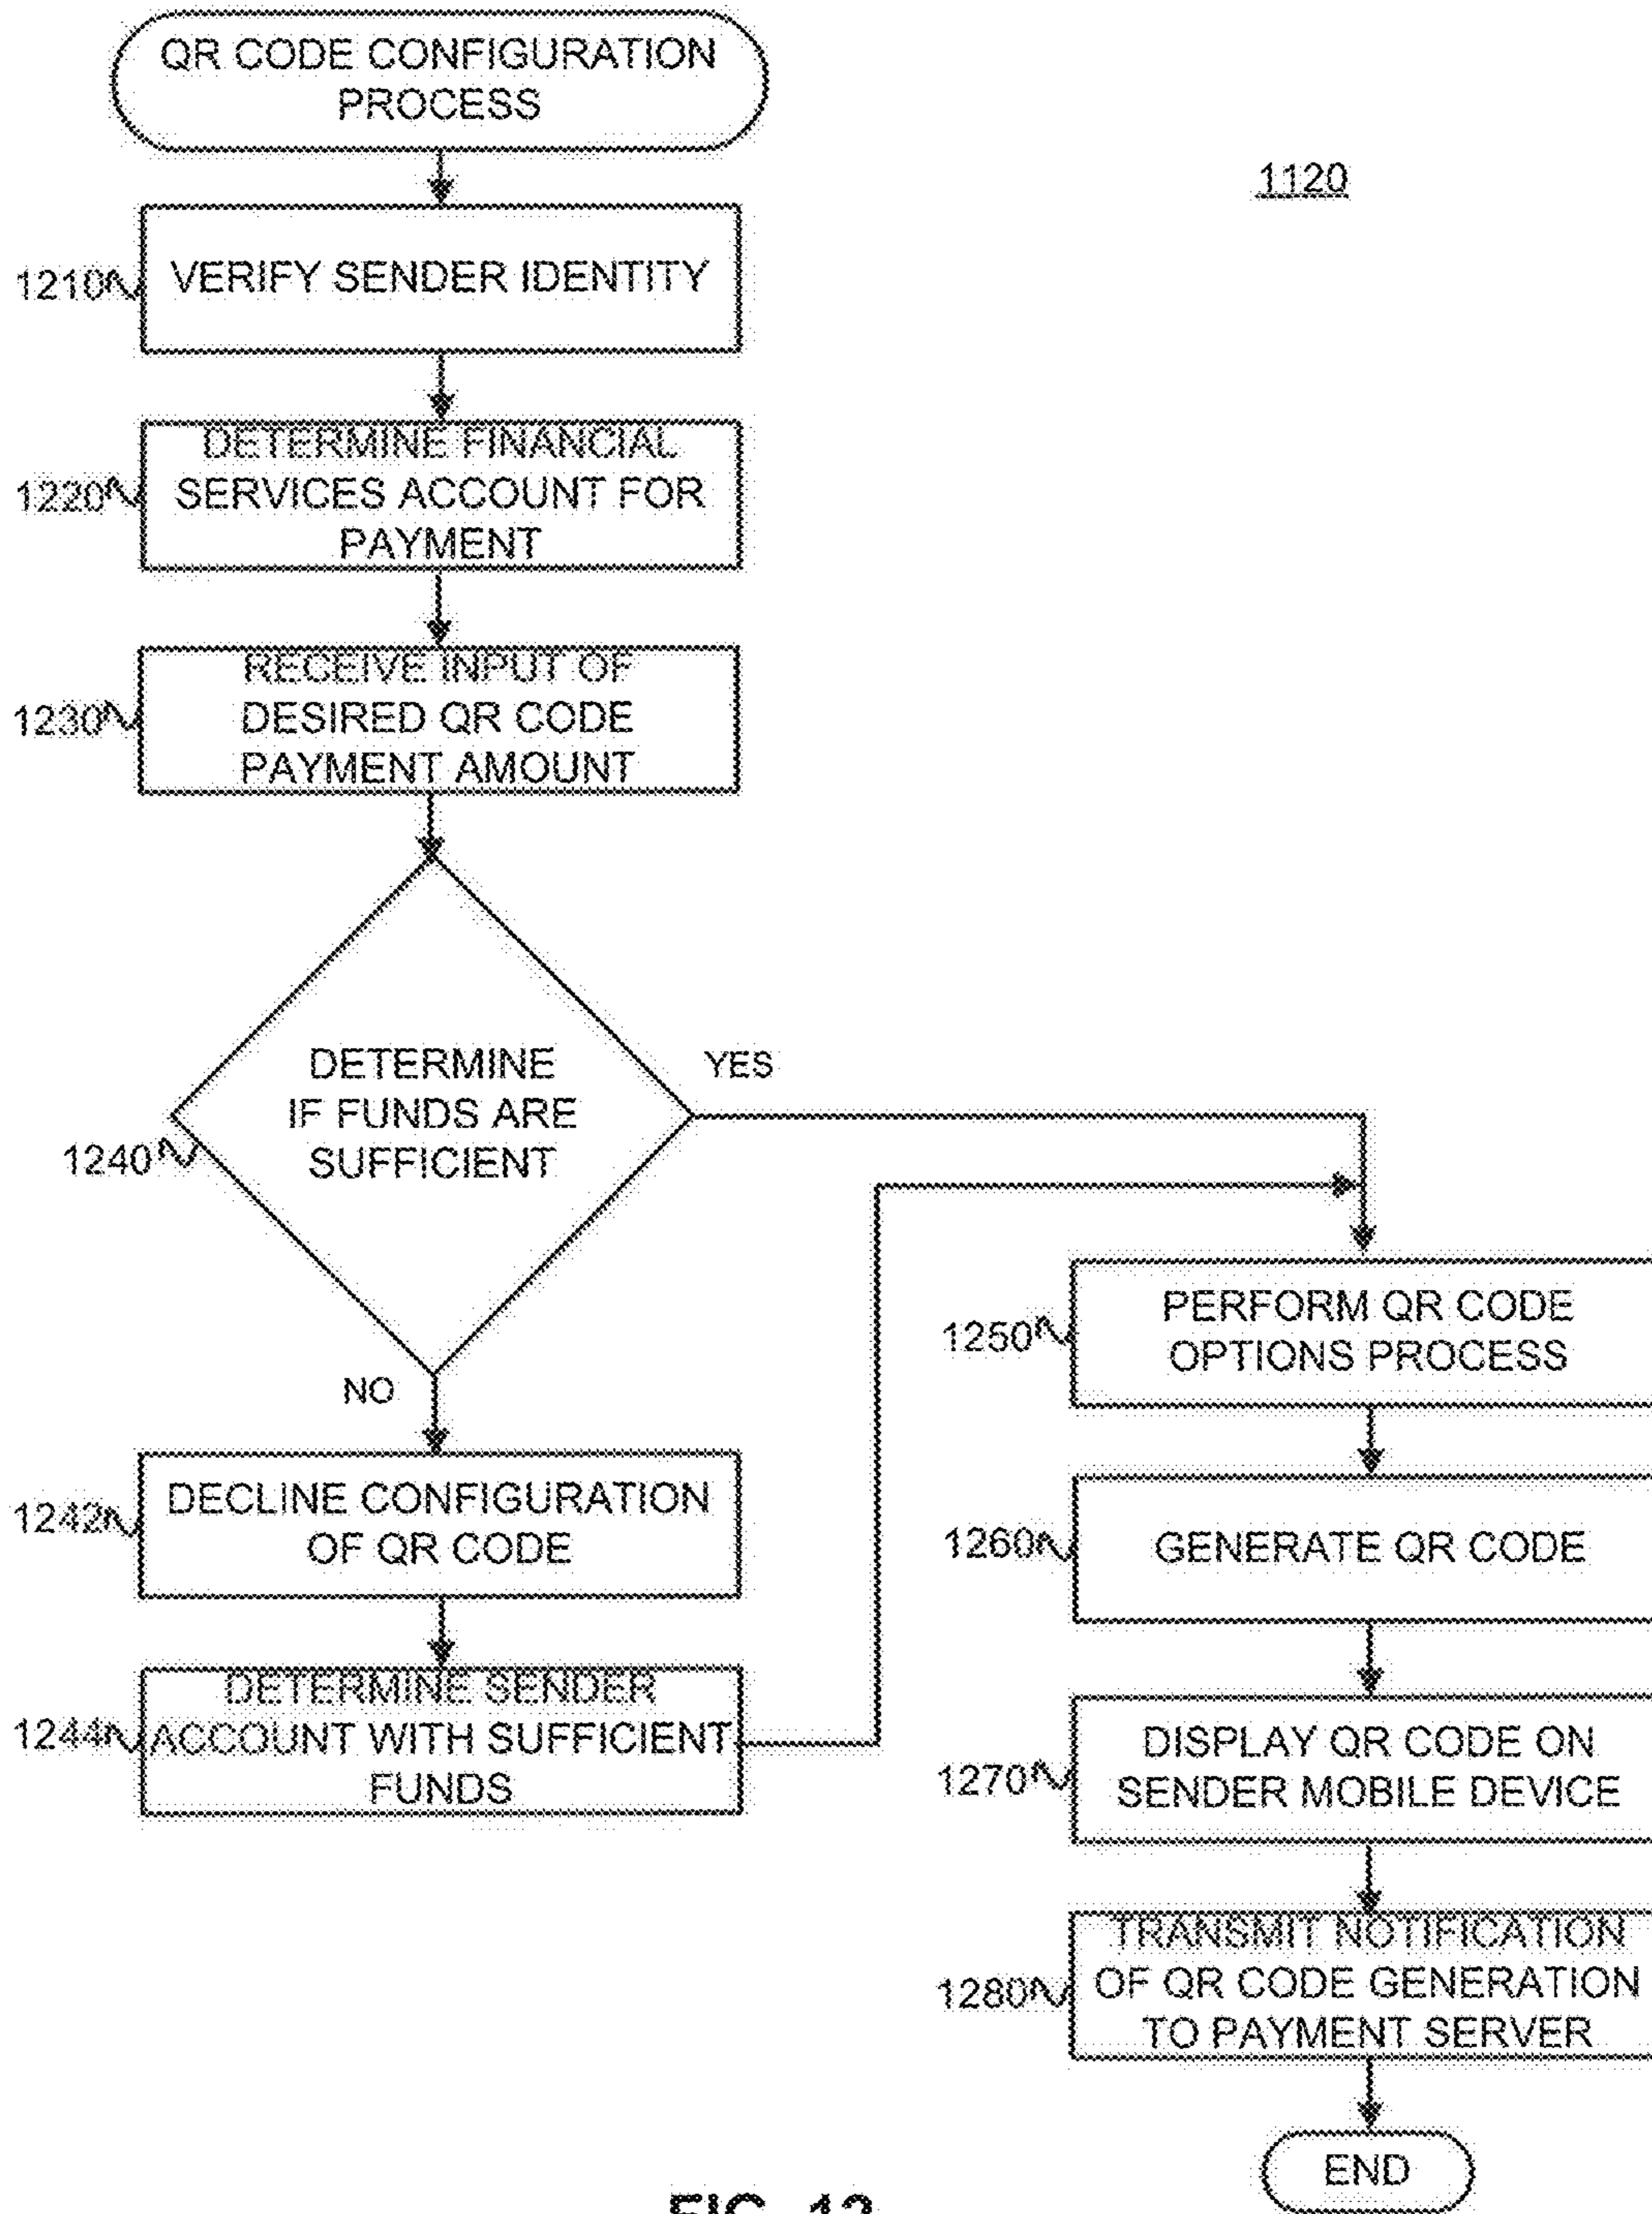 QR CODE CONFIGURATION
PROCESS
1120
1210
VERIFY SENDER IDENTITY
1220
DETERMINE FINANCIAL
SERVICES ACCOUNT FOR
PAYMENT
1230
RECEIVE INPUT OF
DESIRED QR CODE
PAYMENT AMOUNT
1240
DETERMINE
IF FUNDS ARE
SUFFICIENT
YES
NO
1242
DECLINE CONFIGURATION
OF QR CODE
1244
DETERMINE SENDER
ACCOUNT WITH SUFFICIENT
FUNDS
1250
PERFORM QR CODE
OPTIONS PROCESS
1260
GENERATE QR CODE
1270
DISPLAY QR CODE ON
SENDER MOBILE DEVICE
1280
TRANSMIT NOTIFICATION
OF QR CODE GENERATION
TO PAYMENT SERVER
END
FIG.